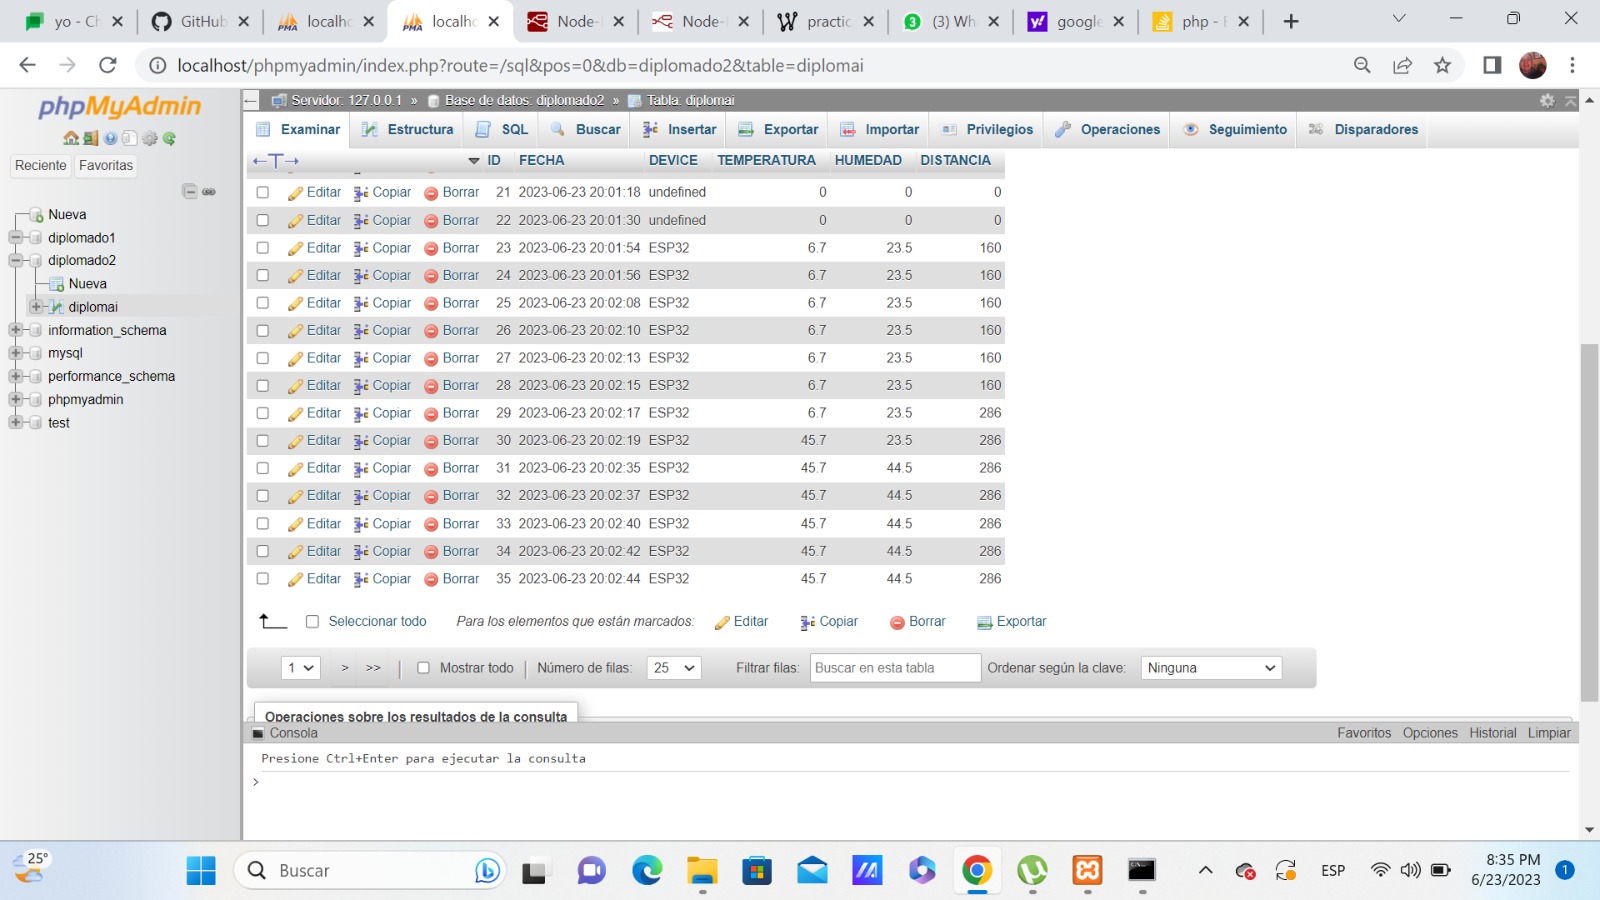 yo - Ch
GitHub
localho
localho
Node-
Node-
practic
(3) Wha
google
php - E
localhost/phpmyadmin/index.php?route=/sql&pos=0&db=diplomado2&table=diplomai
phpMyAdmin
Reciente Favoritas
Nueva
diplomado1
diplomado2
Nueva
diplomai
information_schema
mysql
performance_schema
phpmyadmin
test
Servidor: 127.0.0.1 » Base de datos: diplomado2 » Tabla: diplomai
Examinar Estructura SQL Buscar Insertar Exportar Importar Privilegios Operaciones Seguimiento Disparadores
←T→ ID FECHA DEVICE TEMPERATURA HUMEDAD DISTANCIA
Editar Copiar Borrar 21 2023-06-23 20:01:18 undefined 0 0 0
Editar Copiar Borrar 22 2023-06-23 20:01:30 undefined 0 0 0
Editar Copiar Borrar 23 2023-06-23 20:01:54 ESP32 6.7 23.5 160
Editar Copiar Borrar 24 2023-06-23 20:01:56 ESP32 6.7 23.5 160
Editar Copiar Borrar 25 2023-06-23 20:02:08 ESP32 6.7 23.5 160
Editar Copiar Borrar 26 2023-06-23 20:02:10 ESP32 6.7 23.5 160
Editar Copiar Borrar 27 2023-06-23 20:02:13 ESP32 6.7 23.5 160
Editar Copiar Borrar 28 2023-06-23 20:02:15 ESP32 6.7 23.5 160
Editar Copiar Borrar 29 2023-06-23 20:02:17 ESP32 6.7 23.5 286
Editar Copiar Borrar 30 2023-06-23 20:02:19 ESP32 45.7 23.5 286
Editar Copiar Borrar 31 2023-06-23 20:02:35 ESP32 45.7 44.5 286
Editar Copiar Borrar 32 2023-06-23 20:02:37 ESP32 45.7 44.5 286
Editar Copiar Borrar 33 2023-06-23 20:02:40 ESP32 45.7 44.5 286
Editar Copiar Borrar 34 2023-06-23 20:02:42 ESP32 45.7 44.5 286
Editar Copiar Borrar 35 2023-06-23 20:02:44 ESP32 45.7 44.5 286
Seleccionar todo Para los elementos que están marcados: Editar Copiar Borrar Exportar
1 > >> | Mostrar todo | Número de filas: 25 Filtrar filas: Buscar en esta tabla Ordenar según la clave: Ninguna
Operaciones sobre los resultados de la consulta
Consola Favoritos Opciones Historial Limpiar
Presione Ctrl+Enter para ejecutar la consulta
>
25°
Buscar
ESP
8:35 PM
6/23/2023
1